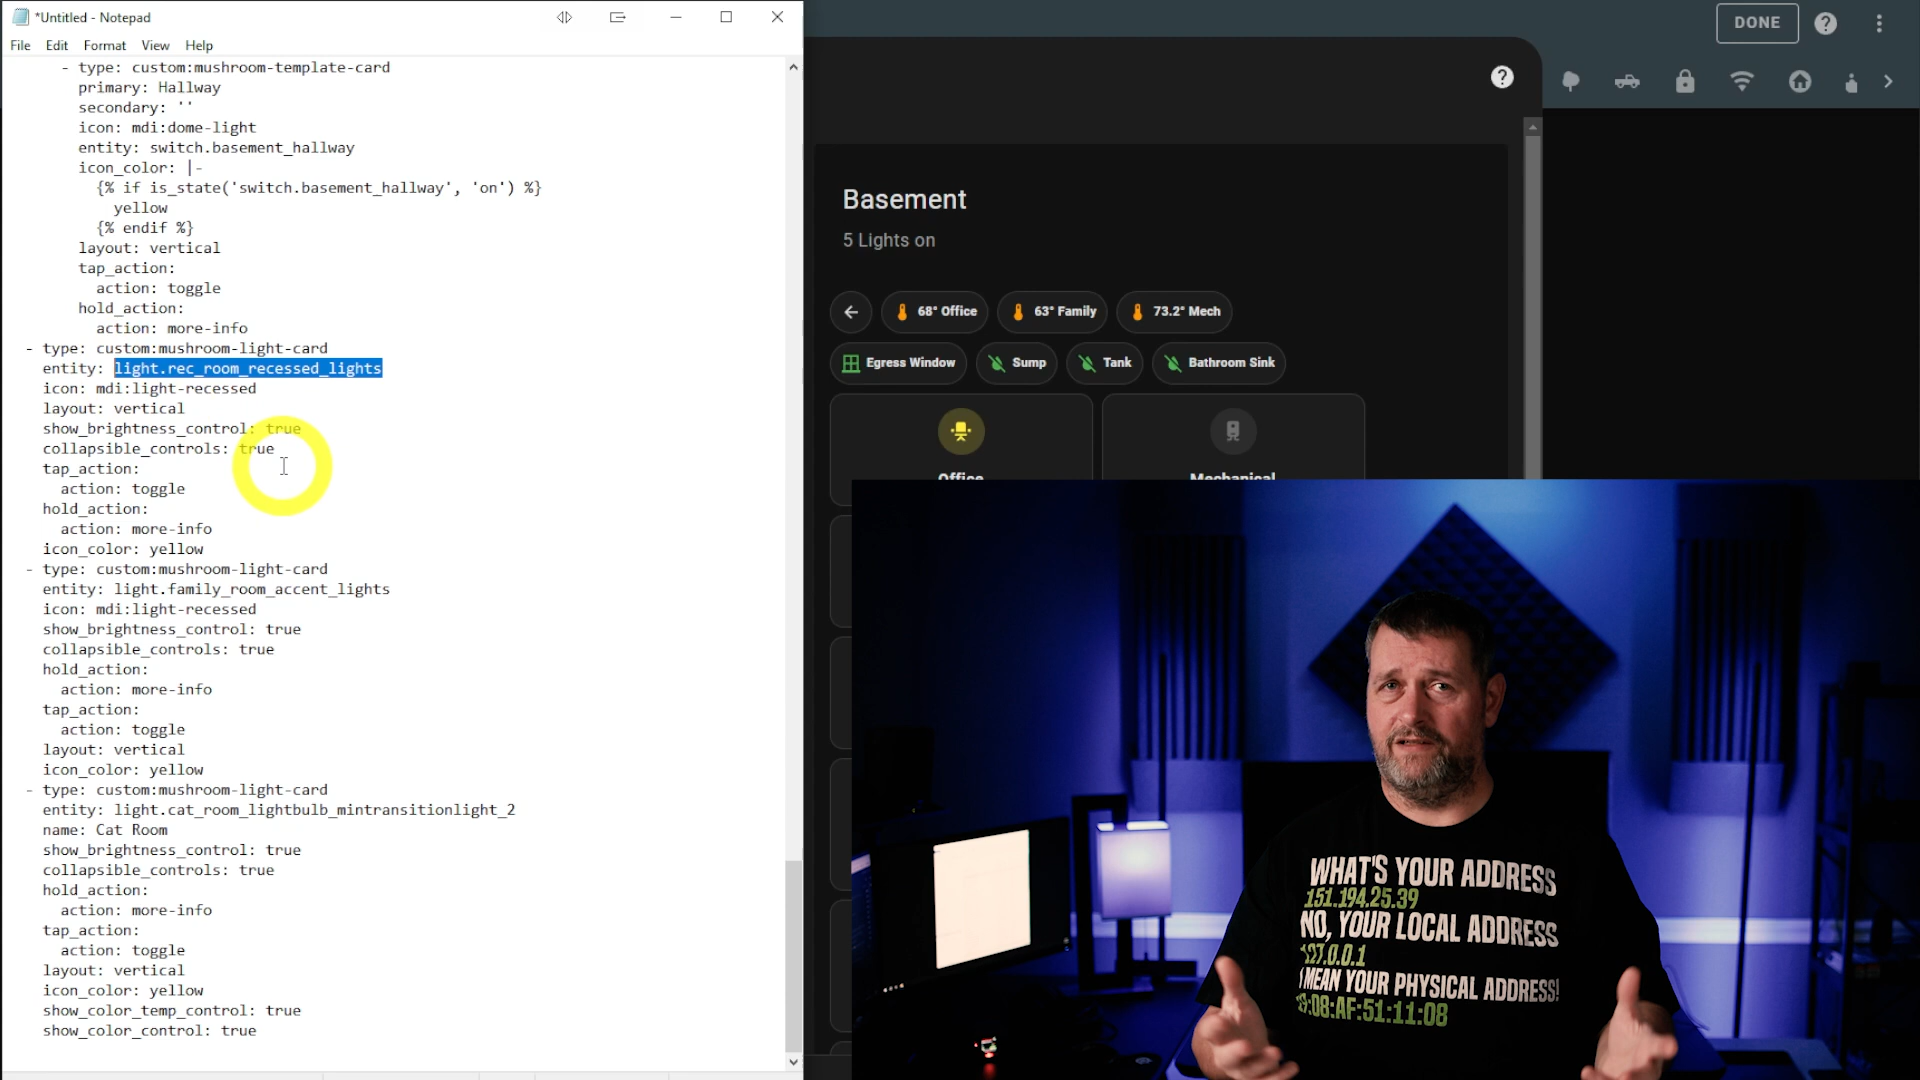 *Untitled - Notepad
File Edit Format View Help
- type: custom:mushroom-template-card
primary: Hallway
secondary: ''
icon: mdi:dome-light
entity: switch.basement_hallway
icon_color: |-
{% if is_state('switch.basement_hallway', 'on') %}
yellow
{% endif %}
layout: vertical
tap_action:
action: toggle
hold_action:
action: more-info
- type: custom:mushroom-light-card
entity: light.rec_room_recessed_lights
icon: mdi:light-recessed
layout: vertical
show_brightness_control: true
collapsible_controls: true
tap_action:
action: toggle
hold_action:
action: more-info
icon_color: yellow
- type: custom:mushroom-light-card
entity: light.family_room_accent_lights
icon: mdi:light-recessed
show_brightness_control: true
collapsible_controls: true
hold_action:
action: more-info
tap_action:
action: toggle
layout: vertical
icon_color: yellow
- type: custom:mushroom-light-card
entity: light.cat_room_lightbulb_mintransitionlight_2
name: Cat Room
show_brightness_control: true
collapsible_controls: true
hold_action:
action: more-info
tap_action:
action: toggle
layout: vertical
icon_color: yellow
show_color_temp_control: true
show_color_control: true
DONE
Basement
5 Lights on
68° Office 63° Family 73.2° Mech
Egress Window Sump Tank Bathroom Sink
Office Mechanical
WHAT'S YOUR ADDRESS
151.194.25.39
NO, YOUR LOCAL ADDRESS
127.0.0.1
I MEAN YOUR PHYSICAL ADDRESS!
:08:AF:51:11:08